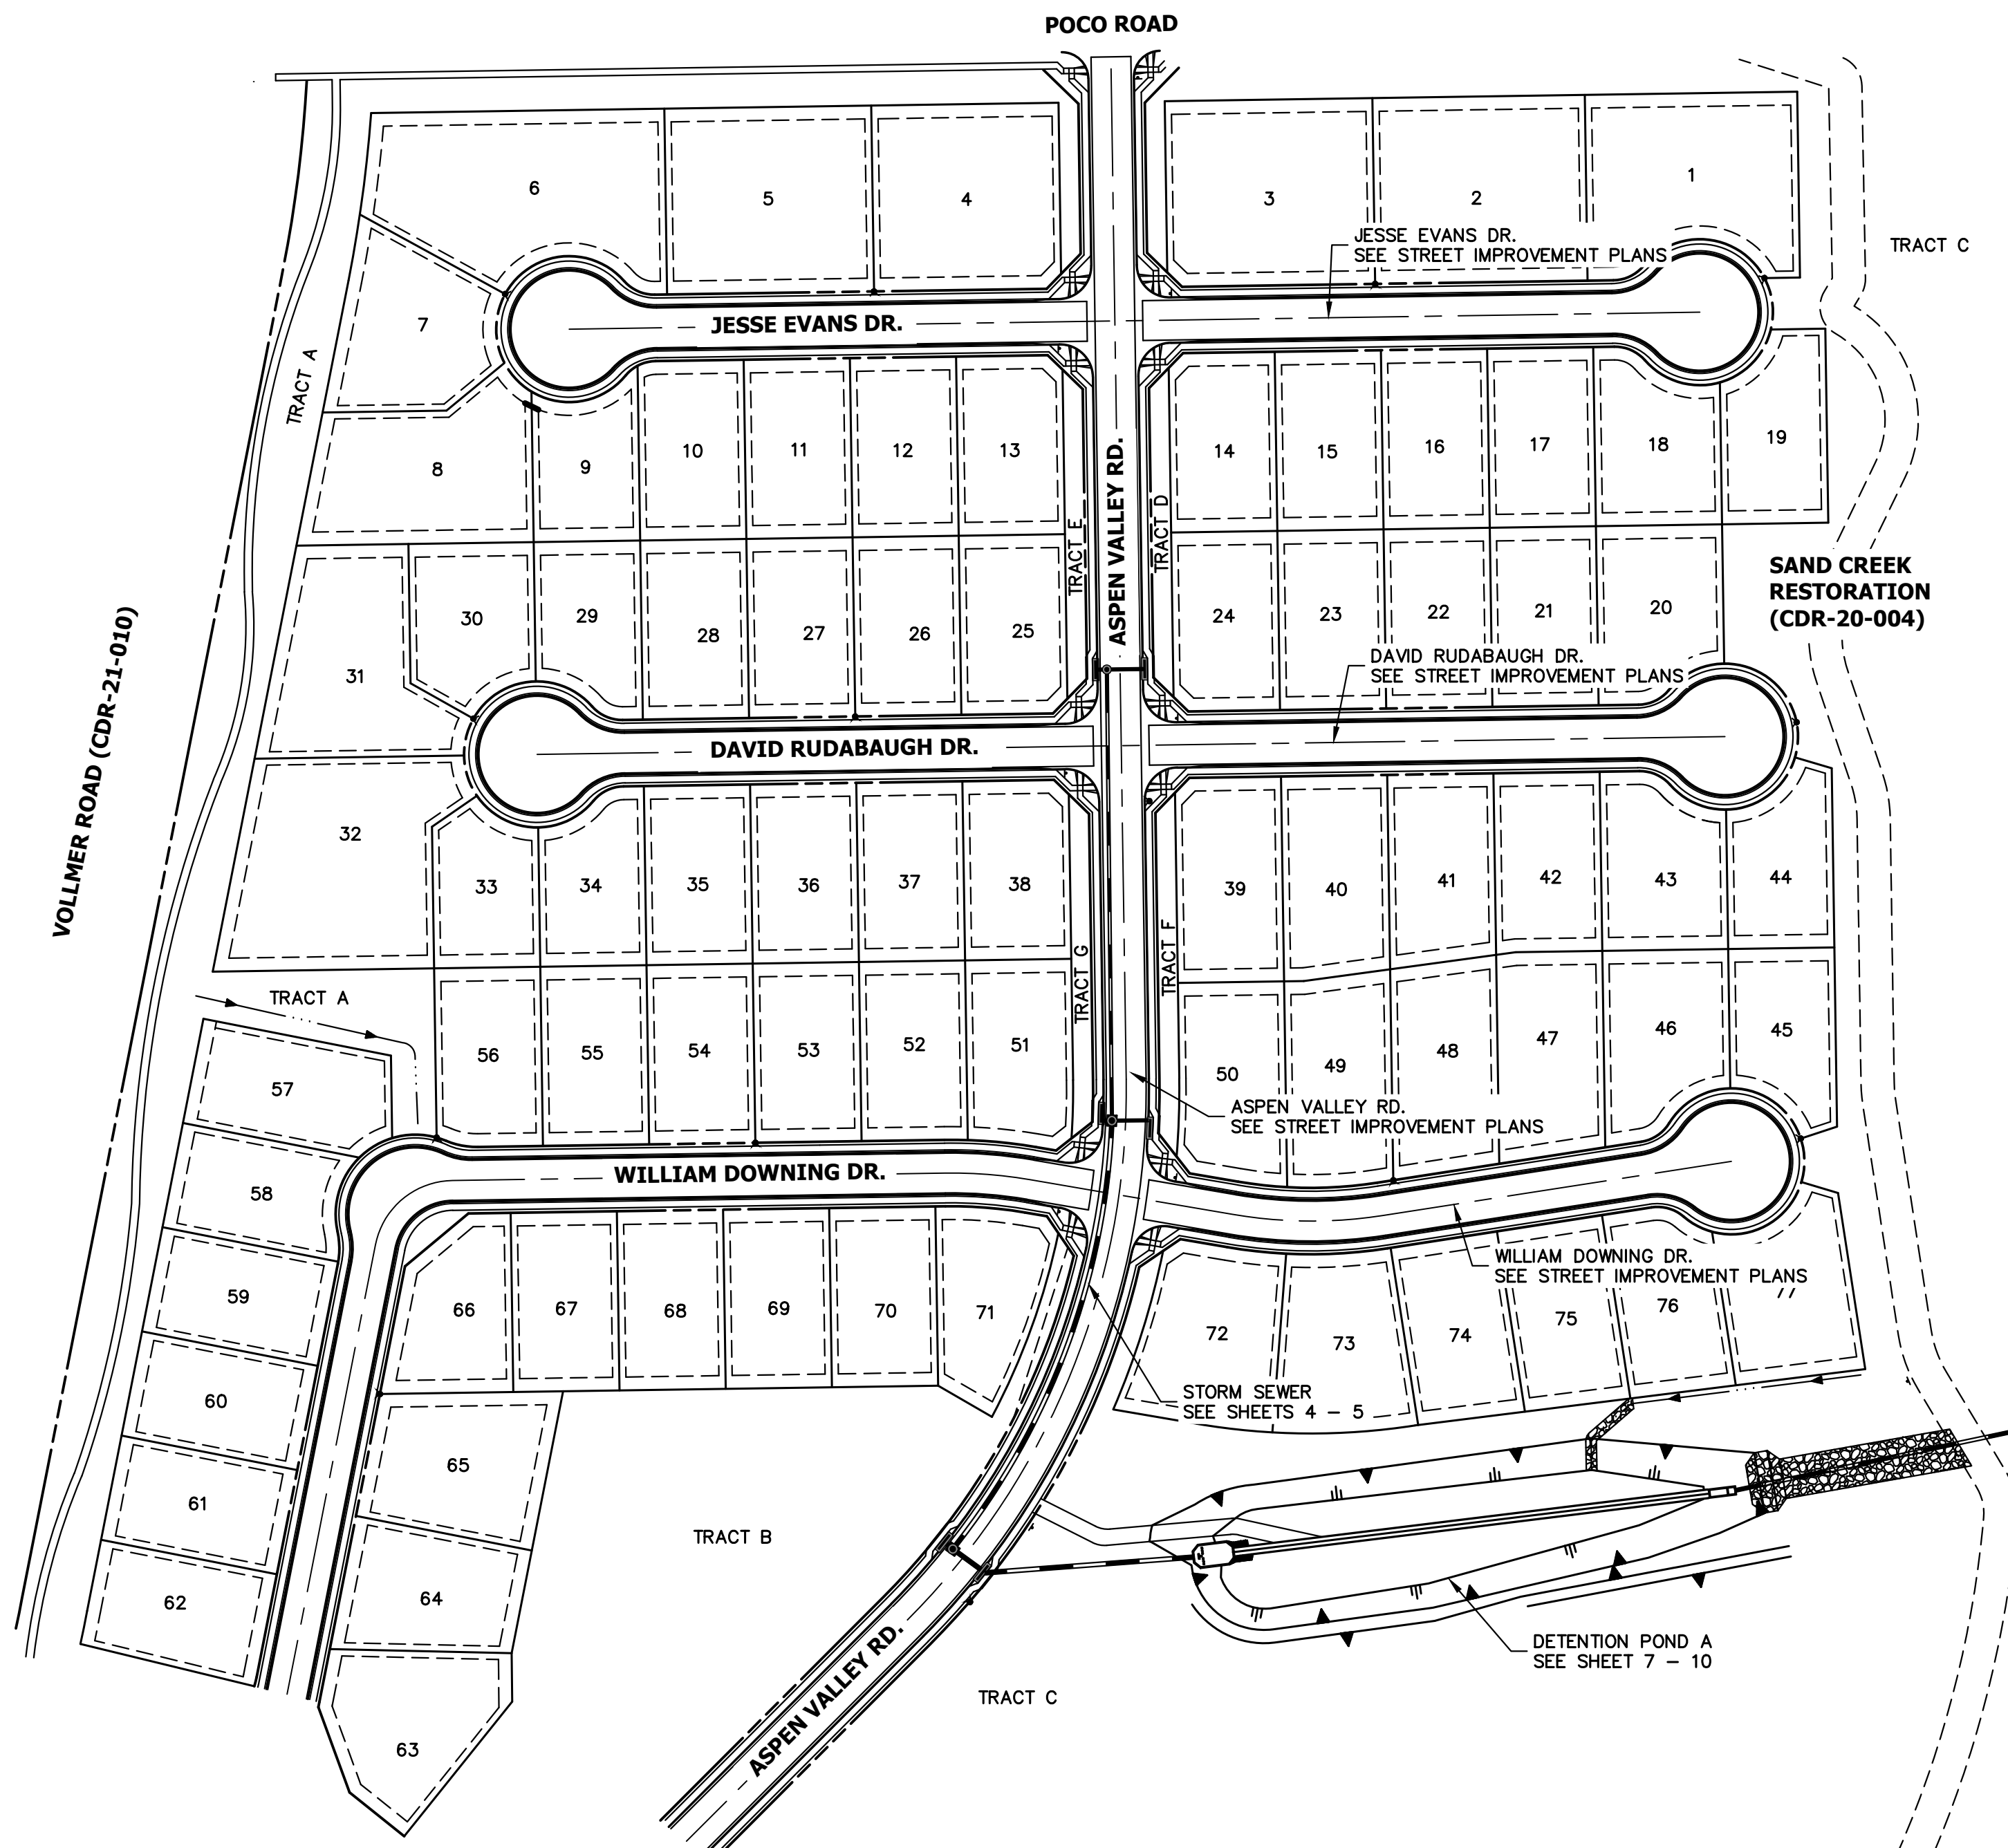 POCO ROAD
6
5
4
3
2
1
JESSE EVANS DR.
SEE STREET IMPROVEMENT PLANS
TRACT C
7
JESSE EVANS DR.
TRACT A
8
9
10
11
12
13
14
15
16
17
18
19
TRACT E
ASPEN VALLEY RD.
TRACT D
SAND CREEK
RESTORATION
(CDR-20-004)
VOLLMER ROAD (CDR-21-010)
31
30
29
28
27
26
25
24
23
22
21
20
DAVID RUDABAUGH DR.
SEE STREET IMPROVEMENT PLANS
DAVID RUDABAUGH DR.
32
33
34
35
36
37
38
39
40
41
42
43
44
TRACT G
TRACT F
TRACT A
56
55
54
53
52
51
50
49
48
47
46
45
57
ASPEN VALLEY RD.
SEE STREET IMPROVEMENT PLANS
58
WILLIAM DOWNING DR.
WILLIAM DOWNING DR.
SEE STREET IMPROVEMENT PLANS
59
66
67
68
69
70
71
72
73
74
75
76
60
STORM SEWER
SEE SHEETS 4 - 5
65
61
TRACT B
62
64
DETENTION POND A
SEE SHEET 7 - 10
ASPEN VALLEY RD.
TRACT C
63